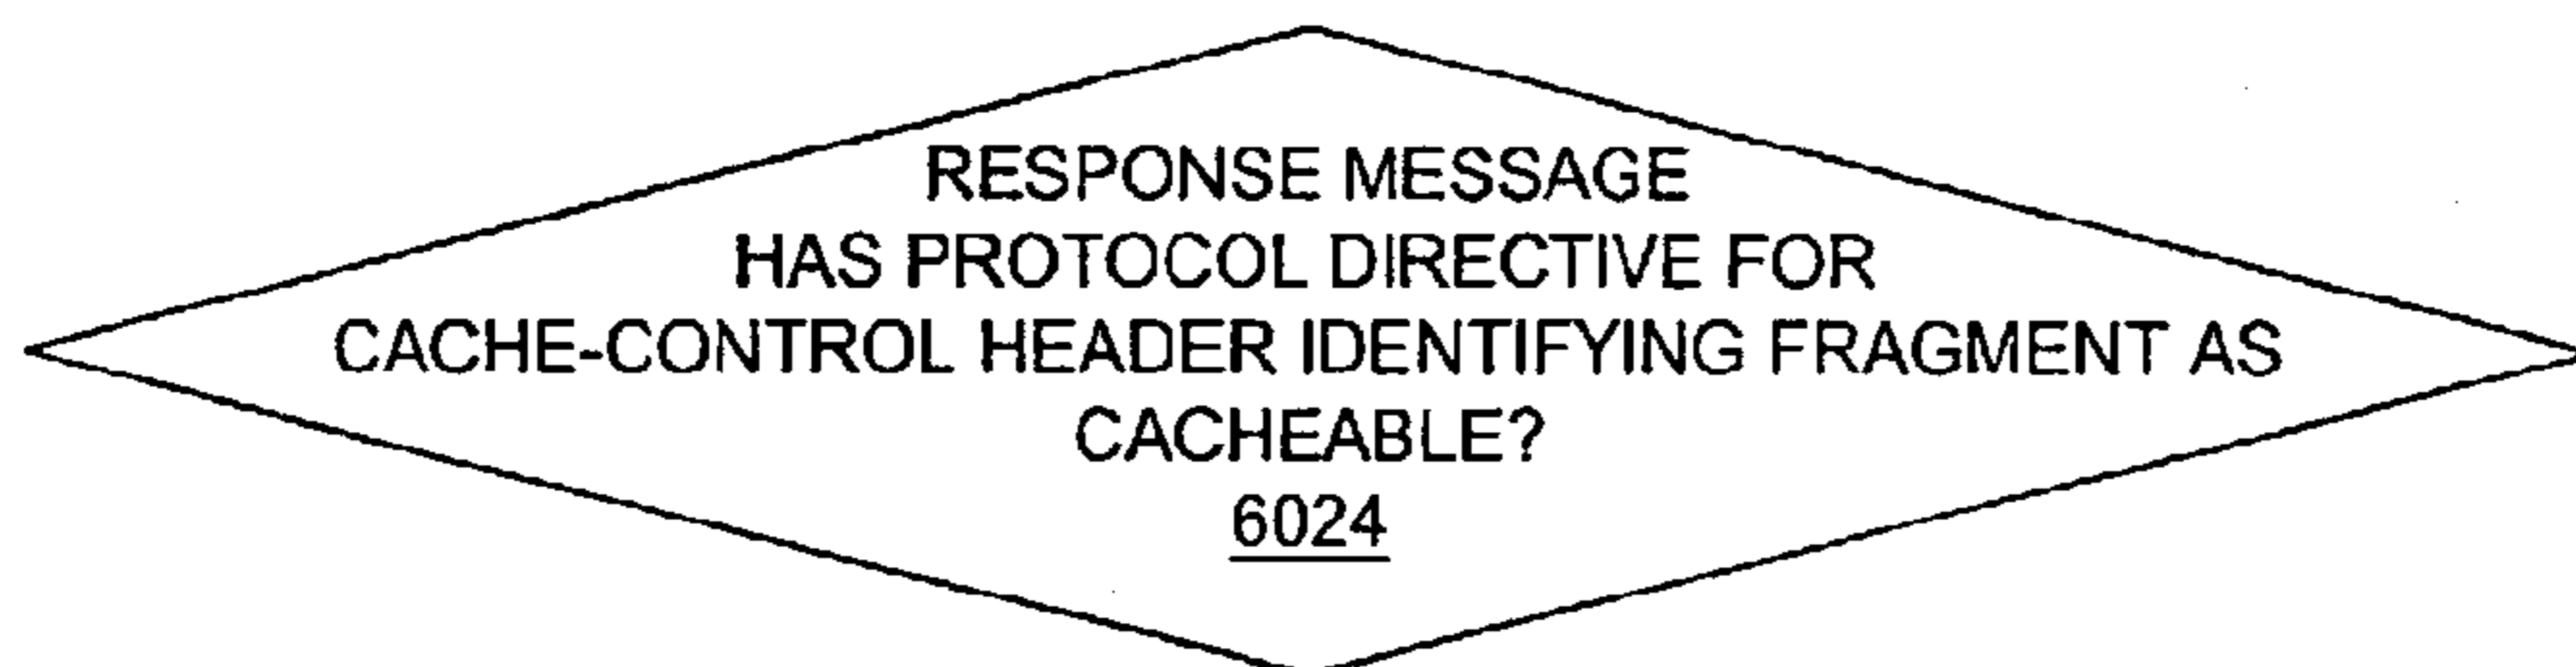 RESPONSE MESSAGE
HAS PROTOCOL DIRECTIVE FOR
CACHE-CONTROL HEADER IDENTIFYING FRAGMENT AS
CACHEABLE?
6024